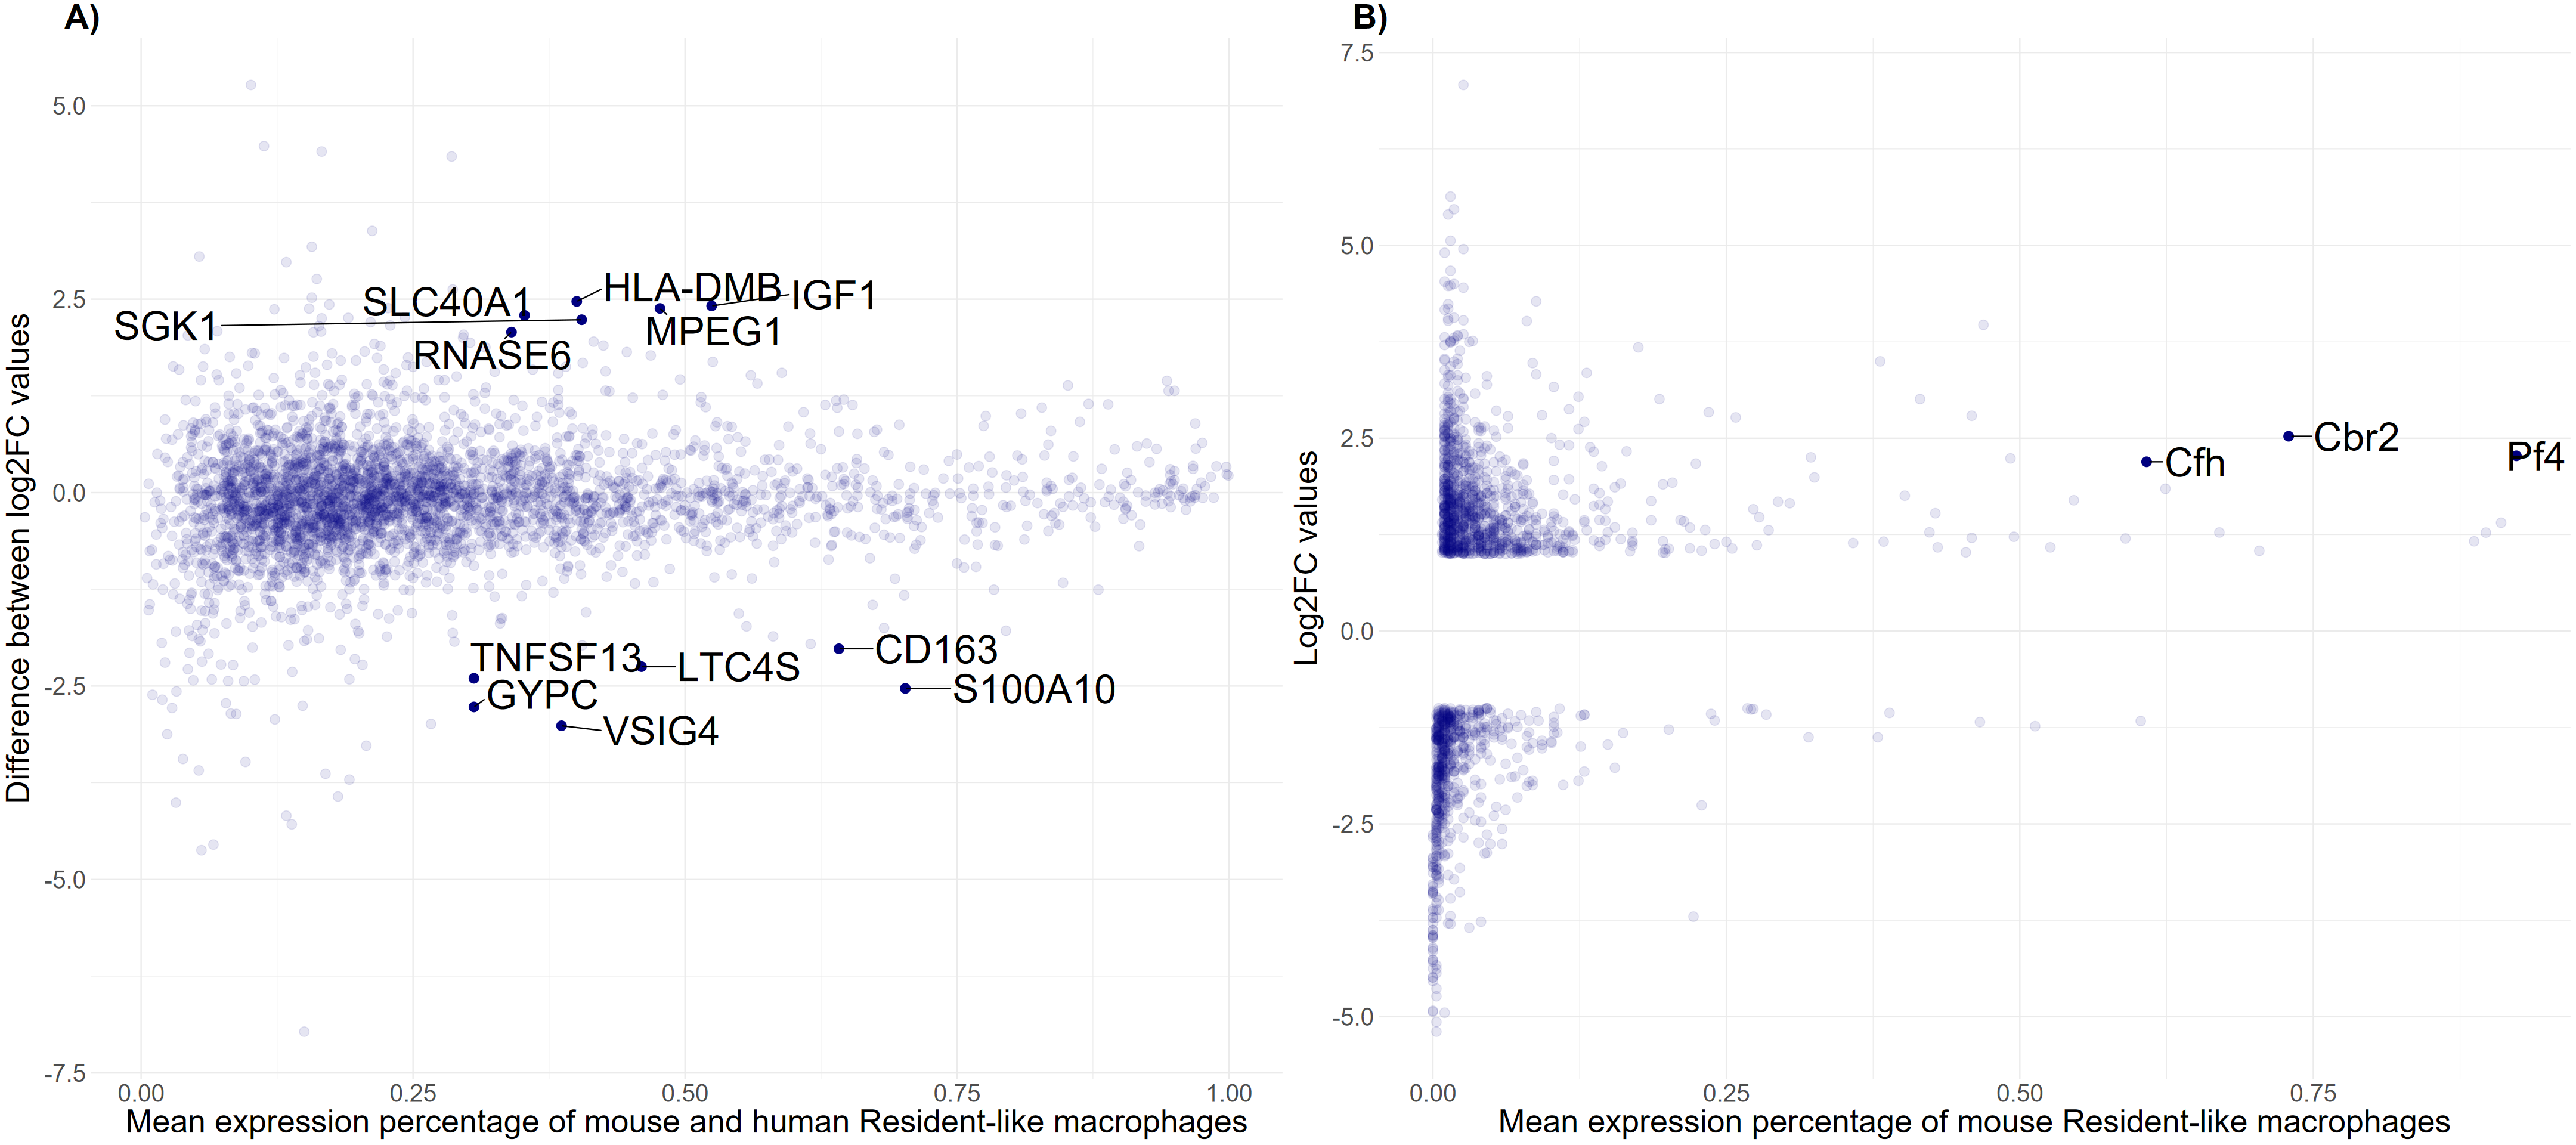 A)
5.0
2.5
0.0
-2.5
-5.0
-7.5
Difference between log2FC values
HLA-DMB
IGF1
SLC40A1
SGK1
MPEG1
RNASE6
TNFSF13
LTC4S
CD163
GYPC
S100A10
VSIG4
0.00
0.25
0.50
0.75
1.00
Mean expression percentage of mouse and human Resident-like macrophages
B)
7.5
5.0
2.5
0.0
-2.5
-5.0
Log2FC values
Cbr2
Pf4
Cfh
0.00
0.25
0.50
0.75
Mean expression percentage of mouse Resident-like macrophages